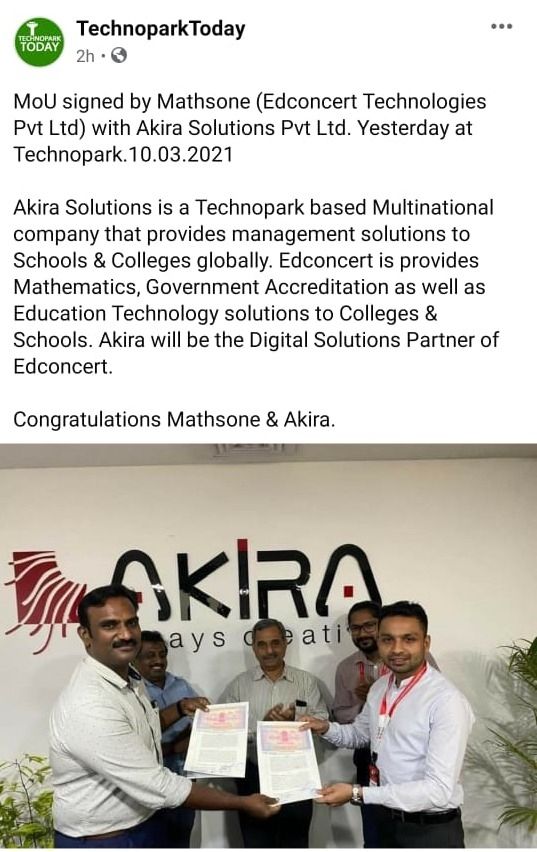 TECHNOPARK
TODAY
TechnoparkToday
2h
MoU signed by Mathsone (Edconcert Technologies
Pvt Ltd) with Akira Solutions Pvt Ltd. Yesterday at
Technopark.10.03.2021
Akira Solutions is a Technopark based Multinational
company that provides management solutions to
Schools & Colleges globally. Edconcert is provides
Mathematics, Government Accreditation as well as
Education Technology solutions to Colleges &
Schools. Akira will be the Digital Solutions Partner of
Edconcert.
Congratulations Mathsone & Akira.
AKIRA
ays c eati